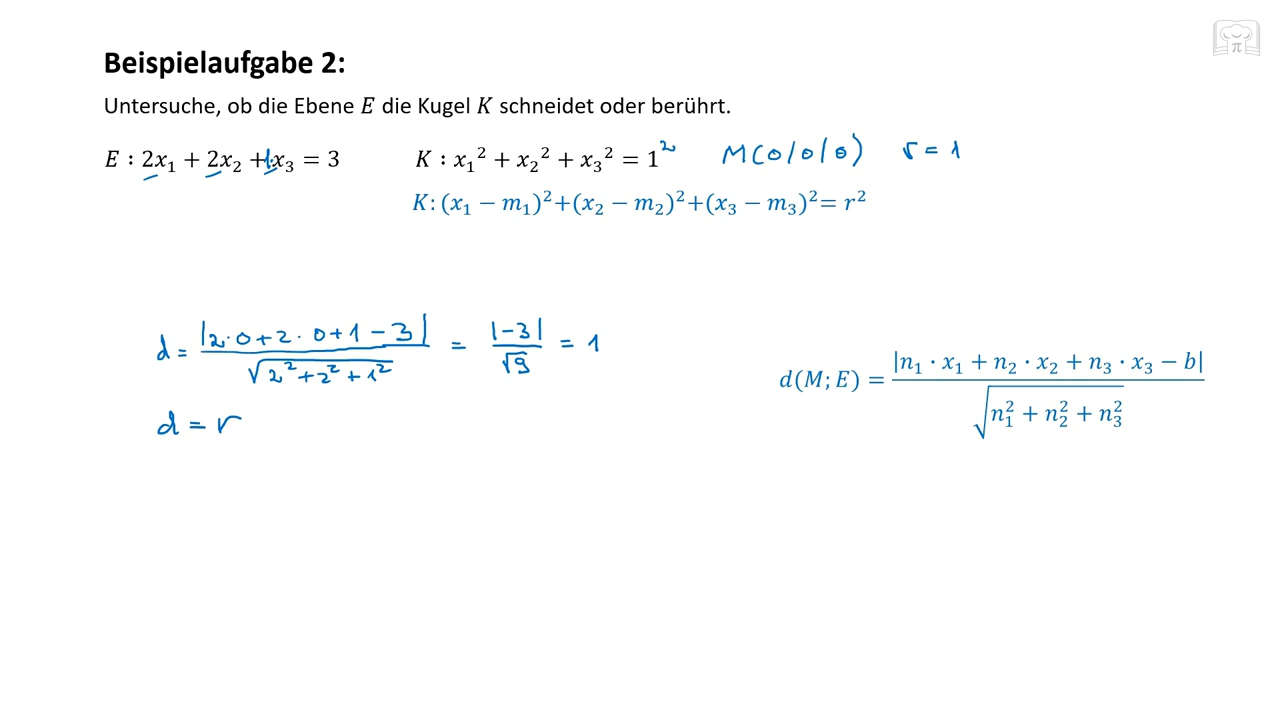 Beispielaufgabe 2:
Untersuche, ob die Ebene E die Kugel K schneidet oder berührt.
E : 2x₁ + 2x₂ + 1·x₃ = 3 K : x₁² + x₂² + x₃² = 1² M(0/0/0) r = 1
K: (x₁ − m₁)²+(x₂ − m₂)²+(x₃ − m₃)²= r²
d = |2·0+2·0+1−3| / √(2²+2²+1²) = |−3| / √9 = 1
d(M; E) = |n₁ · x₁ + n₂ · x₂ + n₃ · x₃ − b| / √(n₁² + n₂² + n₃²)
d = r